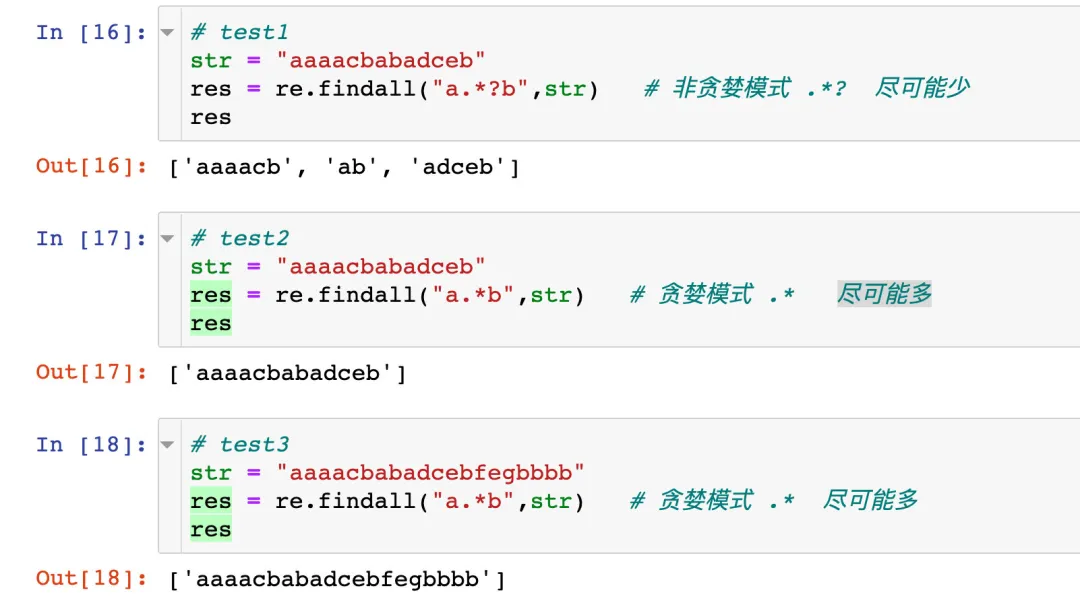 In [16]: # test1
str = "aaaacbabadceb"
res = re.findall("a.*?b",str)   # 非贪婪模式 .*?  尽可能少
res
Out[16]: ['aaaacb', 'ab', 'adceb']
In [17]: # test2
str = "aaaacbabadceb"
res = re.findall("a.*b",str)   # 贪婪模式 .*   尽可能多
res
Out[17]: ['aaaacbabadceb']
In [18]: # test3
str = "aaaacbabadcebfegbbbb"
res = re.findall("a.*b",str)   # 贪婪模式 .*  尽可能多
res
Out[18]: ['aaaacbabadcebfegbbbb']